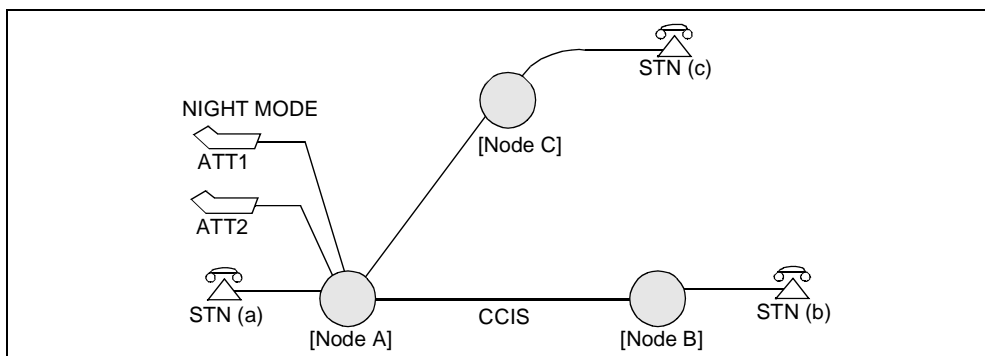 STN (c)
NIGHT MODE
ATT1
[Node C]
ATT2
STN (a)
CCIS
STN (b)
[Node A]
[Node B]